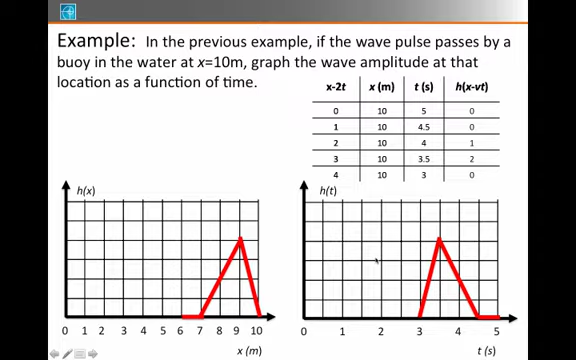 Example: In the previous example, if the wave pulse passes by a
buoy in the water at x=10m, graph the wave amplitude at that
location as a function of time.
x-2t x (m) t (s) h(x-vt)
0 10 5 0
1 10 4.5 0
2 10 4 1
3 10 3.5 2
4 10 3 0
h(x)
0 1 2 3 4 5 6 7 8 9 10
x (m)
h(t)
0 1 2 3 4 5
t (s)